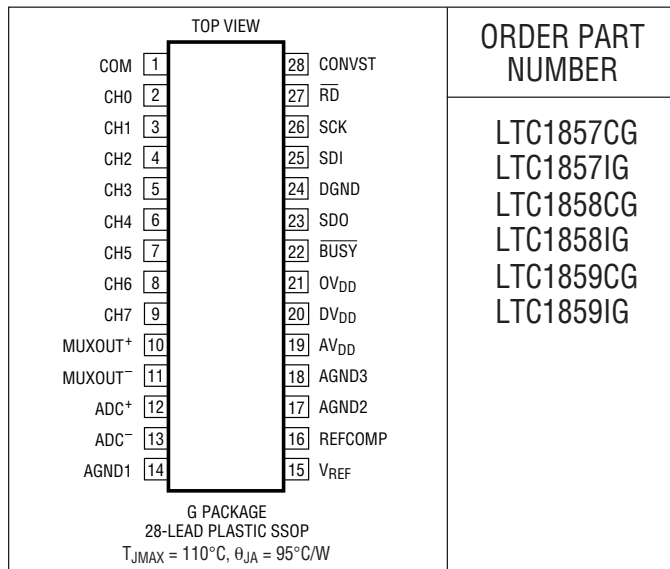 TOP VIEW
COM 1
CH0 2
CH1 3
CH2 4
CH3 5
CH4 6
CH5 7
CH6 8
CH7 9
MUXOUT⁺ 10
MUXOUT⁻ 11
ADC⁺ 12
ADC⁻ 13
AGND1 14
28 CONVST
27 R̅D̅
26 SCK
25 SDI
24 DGND
23 SDO
22 B̅U̅S̅Y̅
21 OVDD
20 DVDD
19 AVDD
18 AGND3
17 AGND2
16 REFCOMP
15 VREF
G PACKAGE
28-LEAD PLASTIC SSOP
TJMAX = 110°C, θJA = 95°C/W
ORDER PART
NUMBER
LTC1857CG
LTC1857IG
LTC1858CG
LTC1858IG
LTC1859CG
LTC1859IG